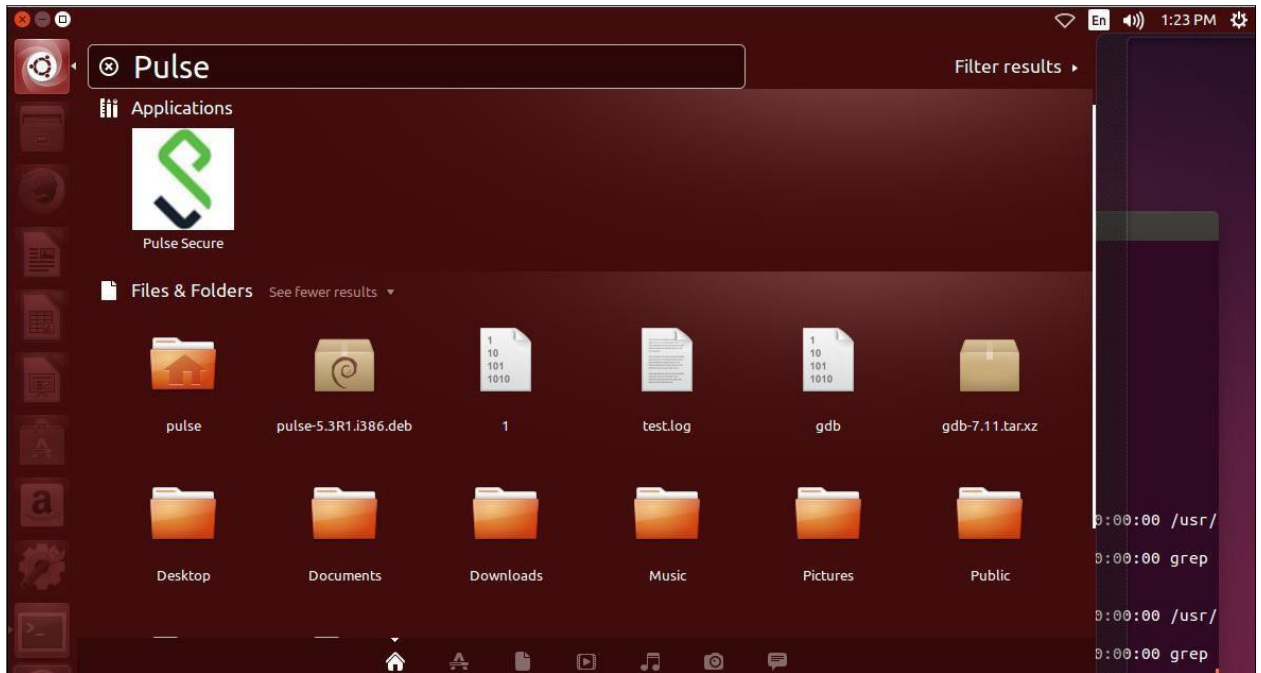 En 1:23 PM
Pulse
Filter results
Applications
Pulse Secure
Files & Folders See fewer results
1
10
101
1010
1
10
101
1010
pulse pulse-5.3R1.i386.deb 1 test.log gdb gdb-7.11.tar.xz
a
0:00:00 /usr/
Desktop Documents Downloads Music Pictures Public
0:00:00 grep
0:00:00 /usr/
>_
0:00:00 grep